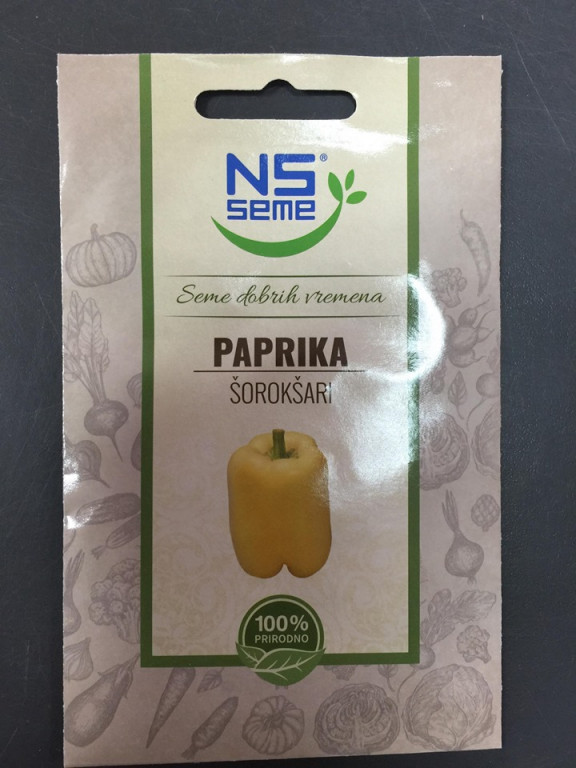 NS®
seme
Seme dobrih vremena
PAPRIKA
ŠOROKŠARI
100%
PRIRODNO